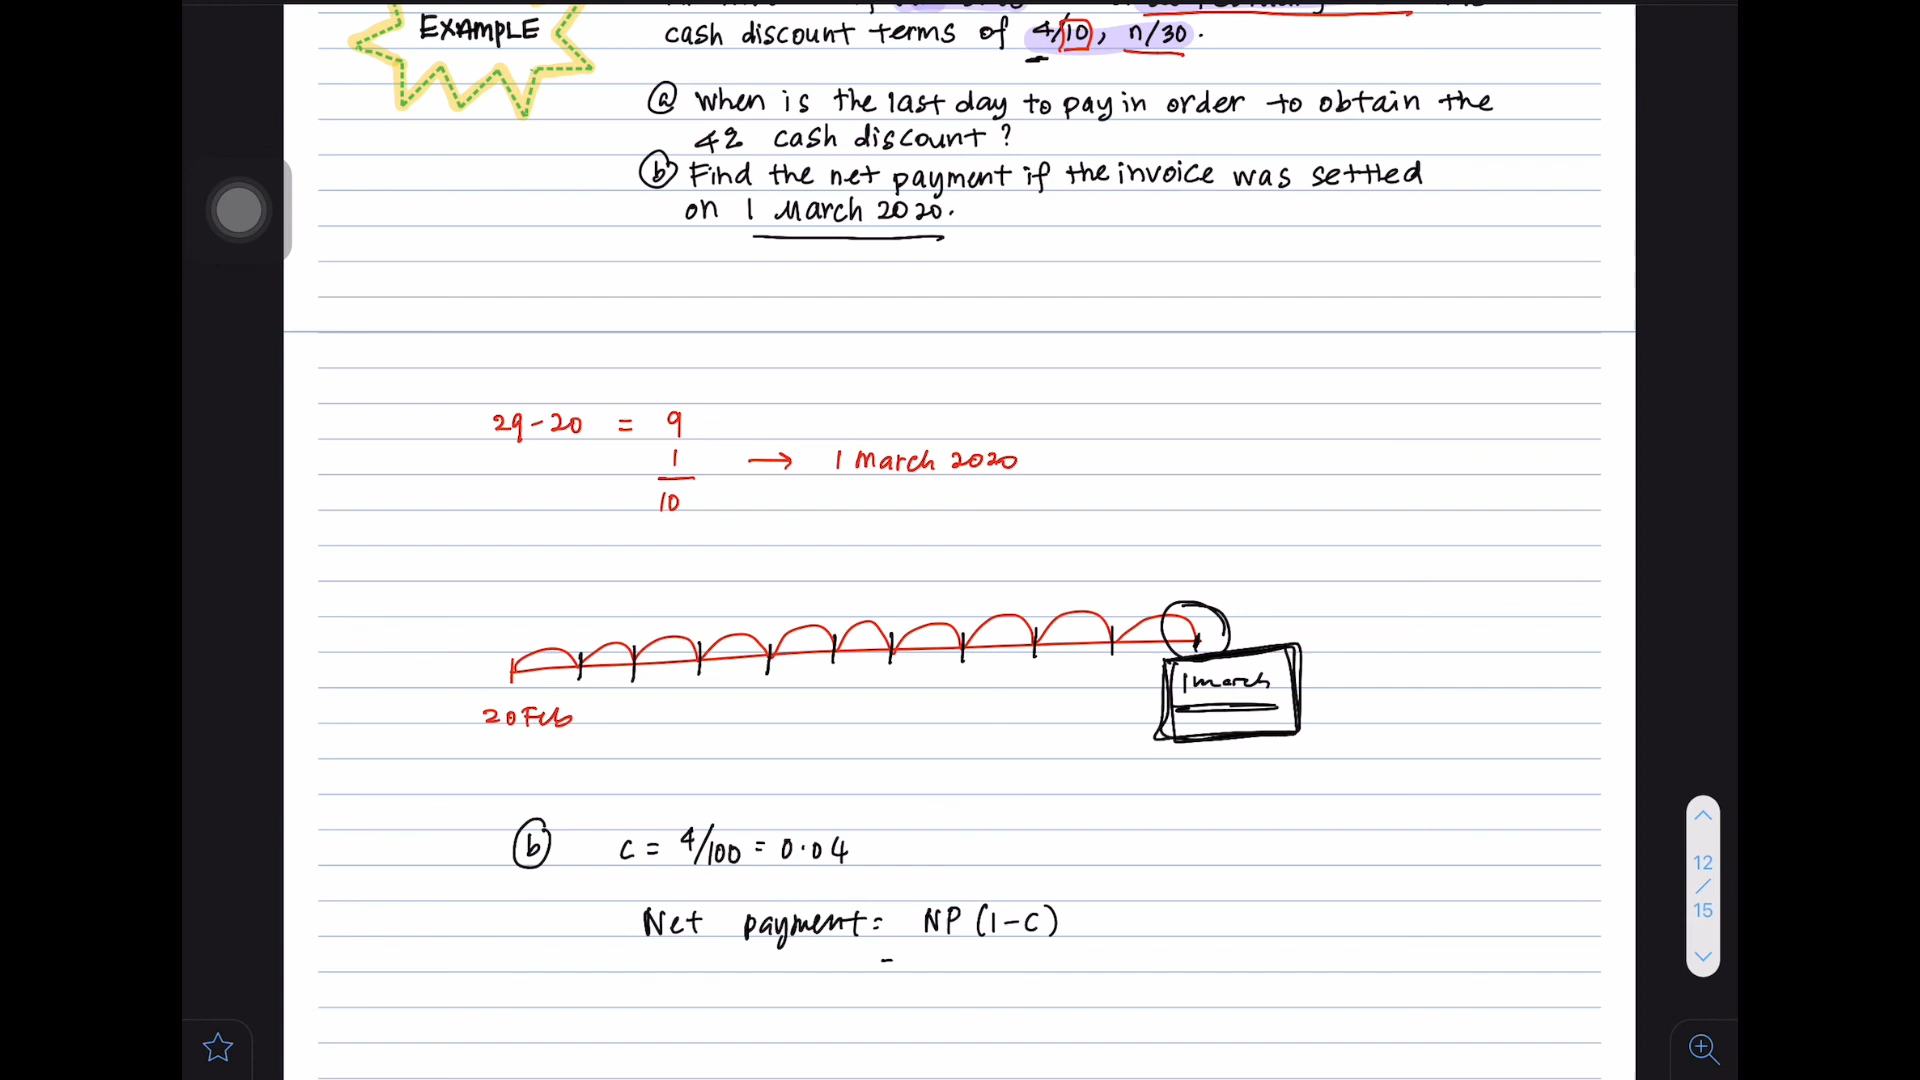 EXAMPLE
cash discount terms of 4/10, n/30.
(a) When is the last day to pay in order to obtain the
4% cash discount?
(b) Find the net payment if the invoice was settled
on 1 March 2020.
29-20 = 9
1 → 1 March 2020
10
1 march
20 Feb
(b) c = 4/100 = 0.04
Net payment = NP (1-c)
12
/
15